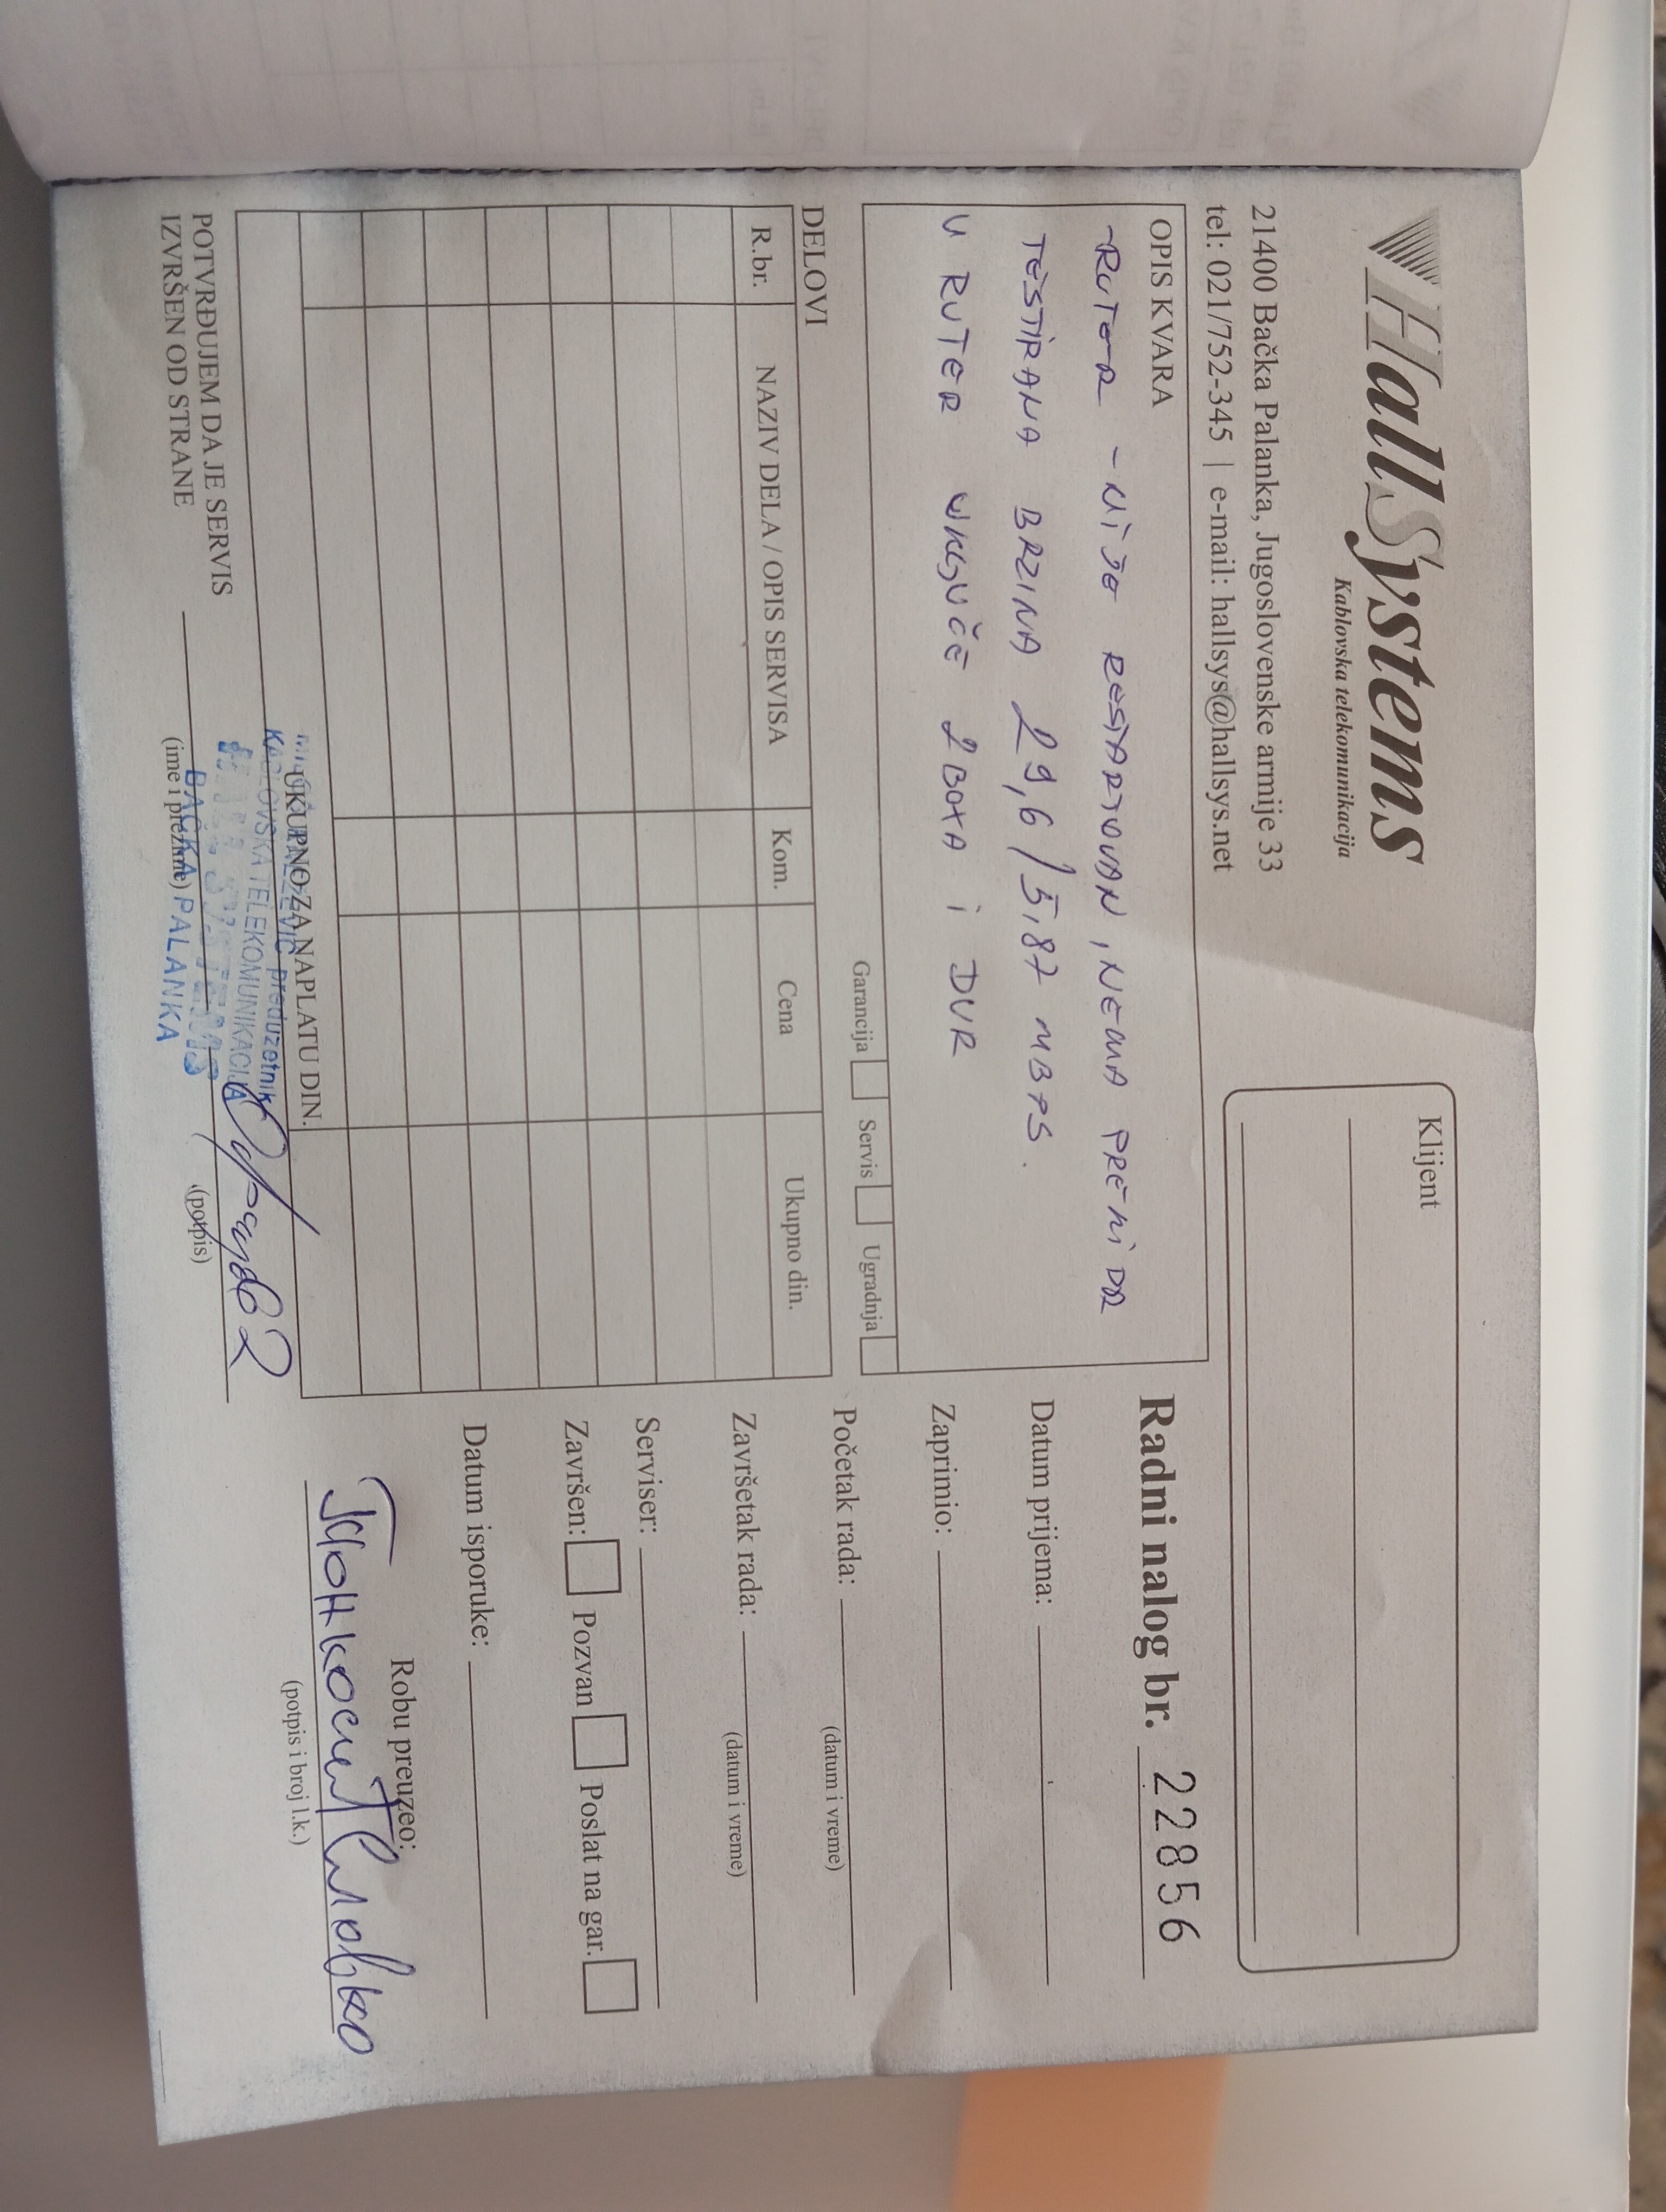 HallSystems
Kablovska telekomunikacija
21400 Bačka Palanka, Jugoslovenske armije 33
tel: 021/752-345 | e-mail: hallsys@hallsys.net
Klijent
OPIS KVARA
-RUTER - NIJE RESTARTOVAN, NEMA PREHIDR
TESTIRANA BRZINA 29,6 / 5,87 MBPS.
U RUTER UKLJUČE 2 BOXA i DVR
Garancija Servis Ugradnja
Radni nalog br. 22856
Datum prijema:
Zaprimio:
Početak rada:
(datum i vreme)
Završetak rada:
(datum i vreme)
Serviser:
Završen: Pozvan Poslat na gar.
Datum isporuke:
DELOVI
R.br. NAZIV DELA / OPIS SERVISA Kom. Cena Ukupno din.
UKUPNO ZA NAPLATU DIN.
POTVRĐUJEM DA JE SERVIS
IZVRŠEN OD STRANE
(ime i prezime)
(potpis)
preduzetnik
KABLOVSKA TELEKOMUNIKACIJA
BAČKA PALANKA
Robu preuzeo:
(potpis i broj l.k.)